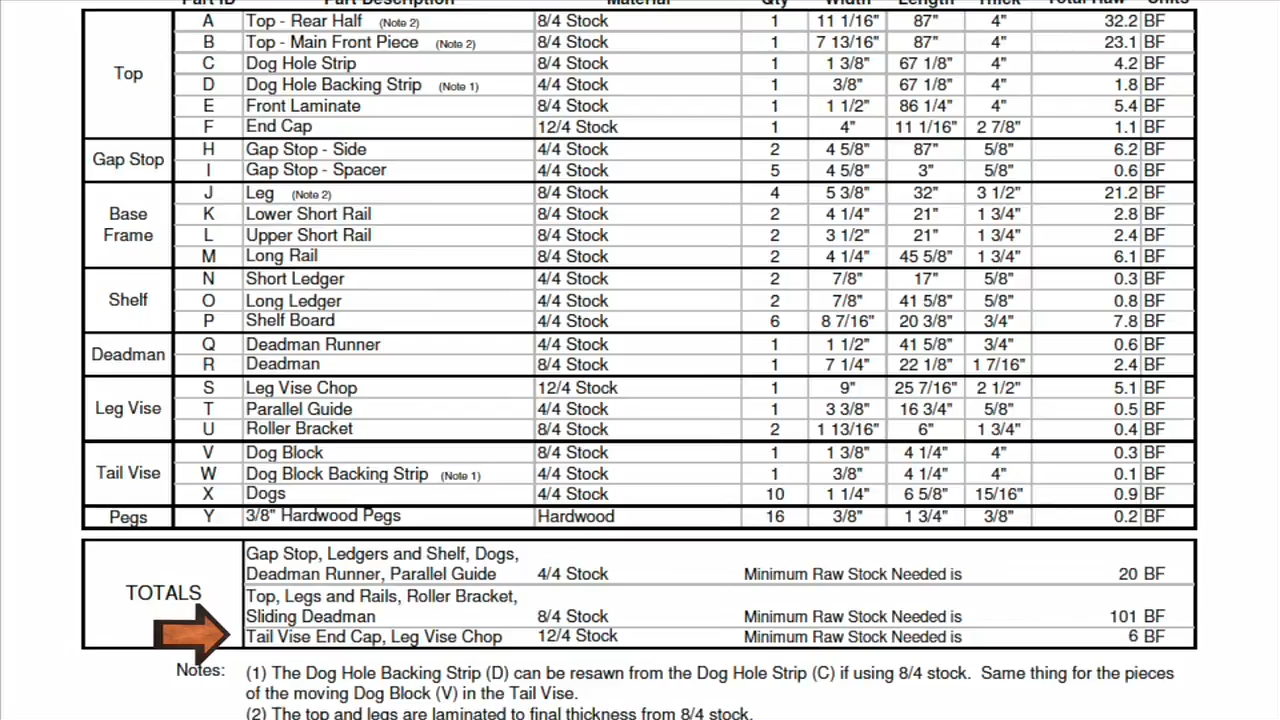 Part ID Part Description Material Qty Width Length Thick Total Raw Units
Top
A Top - Rear Half (Note 2) 8/4 Stock 1 11 1/16" 87" 4" 32.2 BF
B Top - Main Front Piece (Note 2) 8/4 Stock 1 7 13/16" 87" 4" 23.1 BF
C Dog Hole Strip 8/4 Stock 1 1 3/8" 67 1/8" 4" 4.2 BF
D Dog Hole Backing Strip (Note 1) 4/4 Stock 1 3/8" 67 1/8" 4" 1.8 BF
E Front Laminate 8/4 Stock 1 1 1/2" 86 1/4" 4" 5.4 BF
F End Cap 12/4 Stock 1 4" 11 1/16" 2 7/8" 1.1 BF
Gap Stop
H Gap Stop - Side 4/4 Stock 2 4 5/8" 87" 5/8" 6.2 BF
I Gap Stop - Spacer 4/4 Stock 5 4 5/8" 3" 5/8" 0.6 BF
Base Frame
J Leg (Note 2) 8/4 Stock 4 5 3/8" 32" 3 1/2" 21.2 BF
K Lower Short Rail 8/4 Stock 2 4 1/4" 21" 1 3/4" 2.8 BF
L Upper Short Rail 8/4 Stock 2 3 1/2" 21" 1 3/4" 2.4 BF
M Long Rail 8/4 Stock 2 4 1/4" 45 5/8" 1 3/4" 6.1 BF
Shelf
N Short Ledger 4/4 Stock 2 7/8" 17" 5/8" 0.3 BF
O Long Ledger 4/4 Stock 2 7/8" 41 5/8" 5/8" 0.8 BF
P Shelf Board 4/4 Stock 6 8 7/16" 20 3/8" 3/4" 7.8 BF
Deadman
Q Deadman Runner 4/4 Stock 1 1 1/2" 41 5/8" 3/4" 0.6 BF
R Deadman 8/4 Stock 1 7 1/4" 22 1/8" 1 7/16" 2.4 BF
Leg Vise
S Leg Vise Chop 12/4 Stock 1 9" 25 7/16" 2 1/2" 5.1 BF
T Parallel Guide 4/4 Stock 1 3 3/8" 16 3/4" 5/8" 0.5 BF
U Roller Bracket 8/4 Stock 2 1 13/16" 6" 1 3/4" 0.4 BF
Tail Vise
V Dog Block 8/4 Stock 1 1 3/8" 4 1/4" 4" 0.3 BF
W Dog Block Backing Strip (Note 1) 4/4 Stock 1 3/8" 4 1/4" 4" 0.1 BF
X Dogs 4/4 Stock 10 1 1/4" 6 5/8" 15/16" 0.9 BF
Pegs
Y 3/8" Hardwood Pegs Hardwood 16 3/8" 1 3/4" 3/8" 0.2 BF
TOTALS
Gap Stop, Ledgers and Shelf, Dogs,
Deadman Runner, Parallel Guide 4/4 Stock Minimum Raw Stock Needed is 20 BF
Top, Legs and Rails, Roller Bracket,
Sliding Deadman 8/4 Stock Minimum Raw Stock Needed is 101 BF
Tail Vise End Cap, Leg Vise Chop 12/4 Stock Minimum Raw Stock Needed is 6 BF
Notes: (1) The Dog Hole Backing Strip (D) can be resawn from the Dog Hole Strip (C) if using 8/4 stock. Same thing for the pieces
of the moving Dog Block (V) in the Tail Vise.
(2) The top and legs are laminated to final thickness from 8/4 stock.